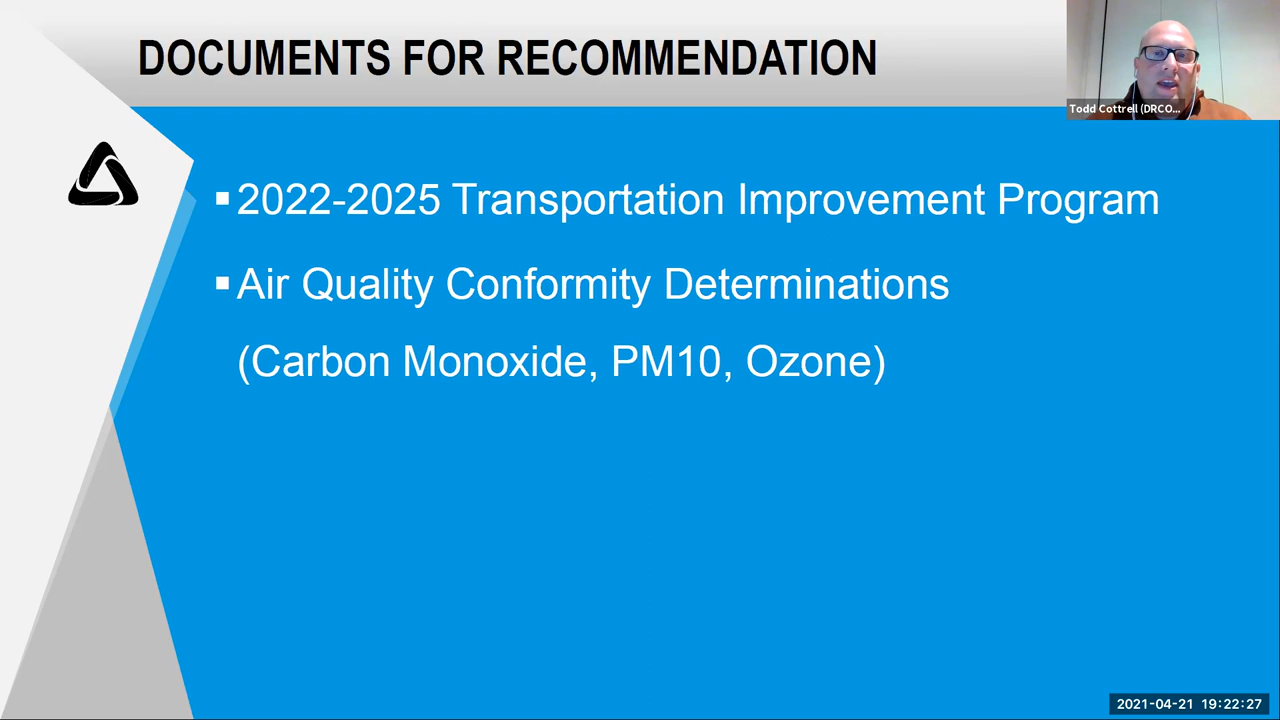 DOCUMENTS FOR RECOMMENDATION
Todd Cottrell (DRCO...
▪2022-2025 Transportation Improvement Program
▪Air Quality Conformity Determinations
(Carbon Monoxide, PM10, Ozone)
2021-04-21 19:22:27